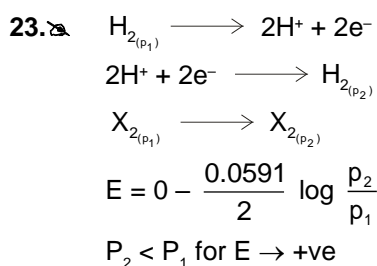 23. H₂₍ₚ₁₎ ⟶ 2H⁺ + 2e⁻
2H⁺ + 2e⁻ ⟶ H₂₍ₚ₂₎
X₂₍ₚ₁₎ ⟶ X₂₍ₚ₂₎
E = 0 – 0.0591/2 log p₂/p₁
P₂ < P₁ for E → +ve